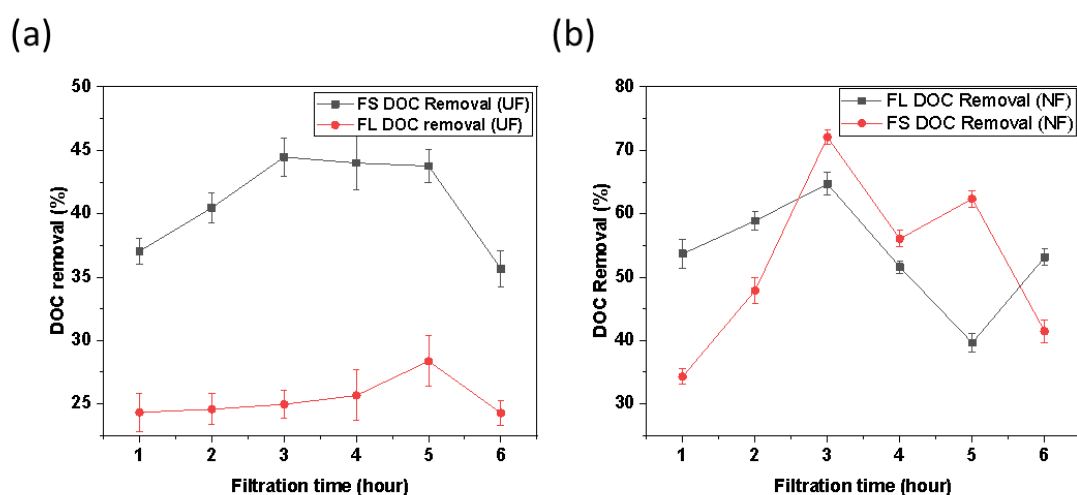 (a)
50
45
40
35
30
25
DOC removal (%)
FS DOC Removal (UF)
FL DOC removal (UF)
1 2 3 4 5 6
Filtration time (hour)
(b)
80
70
60
50
40
30
DOC Removal (%)
FL DOC Removal (NF)
FS DOC Removal (NF)
1 2 3 4 5 6
Filtration time (hour)